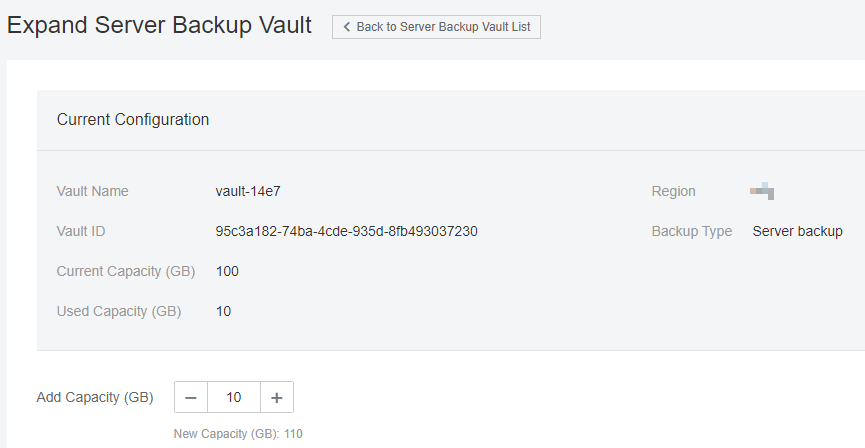 Expand Server Backup Vault
Back to Server Backup Vault List
Current Configuration
Vault Name vault-14e7 Region
Vault ID 95c3a182-74ba-4cde-935d-8fb493037230 Backup Type Server backup
Current Capacity (GB) 100
Used Capacity (GB) 10
Add Capacity (GB) − 10 +
New Capacity (GB): 110